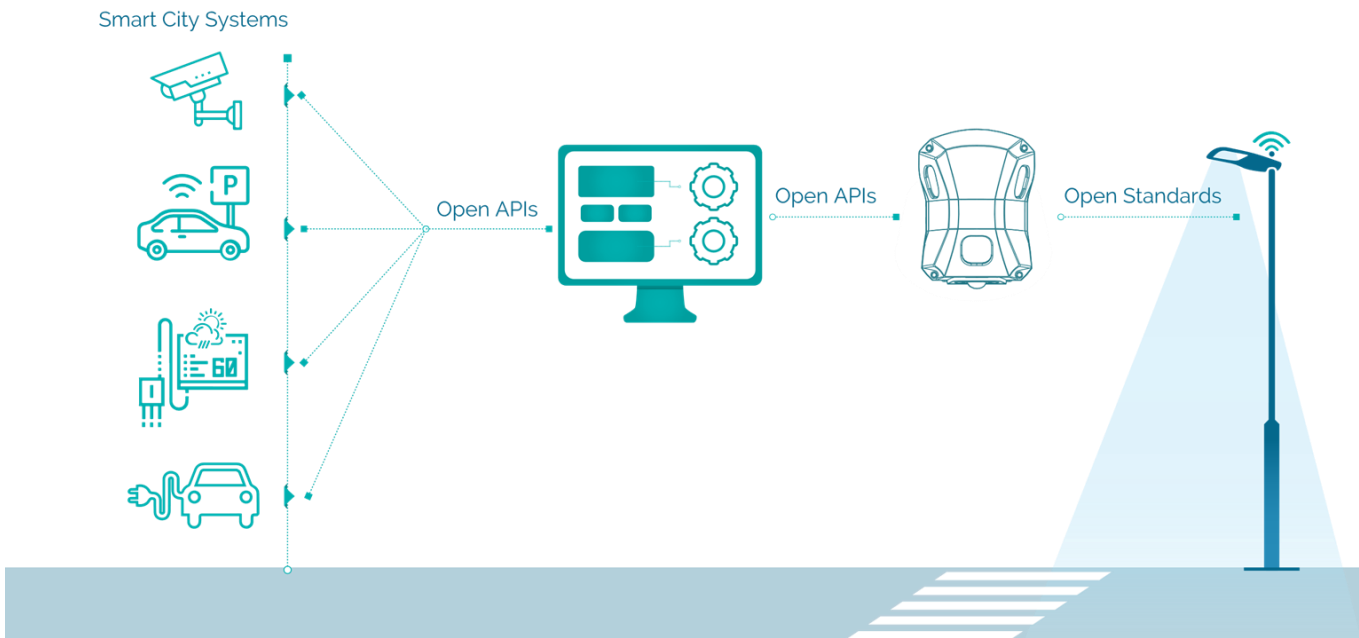 Smart City Systems
P
Open APIs
Open APIs
Open Standards
60